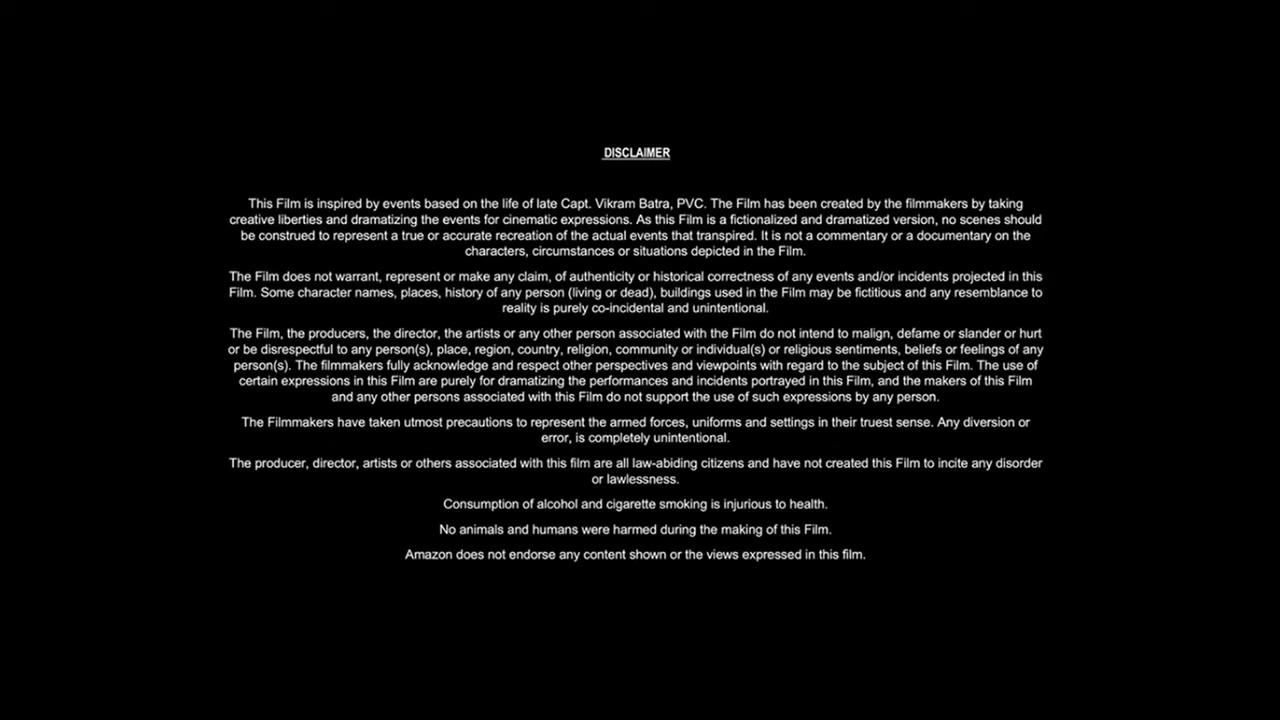 DISCLAIMER
This Film is inspired by events based on the life of late Capt. Vikram Batra, PVC. The Film has been created by the filmmakers by taking
creative liberties and dramatizing the events for cinematic expressions. As this Film is a fictionalized and dramatized version, no scenes should
be construed to represent a true or accurate recreation of the actual events that transpired. It is not a commentary or a documentary on the
characters, circumstances or situations depicted in the Film.
The Film does not warrant, represent or make any claim, of authenticity or historical correctness of any events and/or incidents projected in this
Film. Some character names, places, history of any person (living or dead), buildings used in the Film may be fictitious and any resemblance to
reality is purely co-incidental and unintentional.
The Film, the producers, the director, the artists or any other person associated with the Film do not intend to malign, defame or slander or hurt
or be disrespectful to any person(s), place, region, country, religion, community or individual(s) or religious sentiments, beliefs or feelings of any
person(s). The filmmakers fully acknowledge and respect other perspectives and viewpoints with regard to the subject of this Film. The use of
certain expressions in this Film are purely for dramatizing the performances and incidents portrayed in this Film, and the makers of this Film
and any other persons associated with this Film do not support the use of such expressions by any person.
The Filmmakers have taken utmost precautions to represent the armed forces, uniforms and settings in their truest sense. Any diversion or
error, is completely unintentional.
The producer, director, artists or others associated with this film are all law-abiding citizens and have not created this Film to incite any disorder
or lawlessness.
Consumption of alcohol and cigarette smoking is injurious to health.
No animals and humans were harmed during the making of this Film.
Amazon does not endorse any content shown or the views expressed in this film.